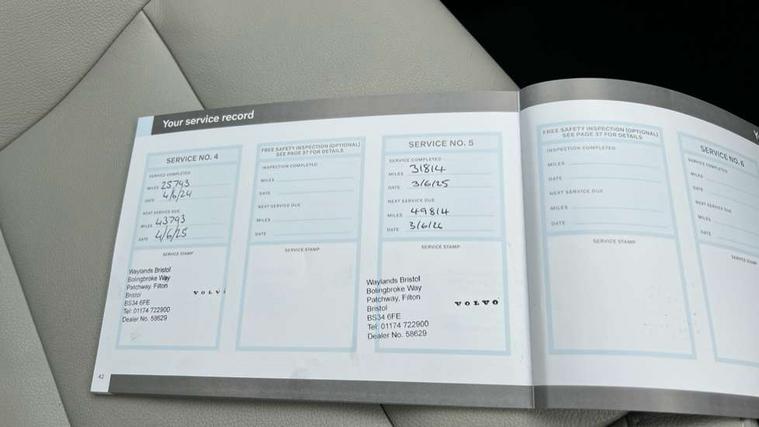 Your service record
SERVICE NO. 4
SERVICE COMPLETED
MILES 25793
DATE 4/6/24
NEXT SERVICE DUE
MILES 43793
DATE 4/6/25
SERVICE STAMP
Waylands Bristol
Bolingbroke Way
Patchway, Filton
Bristol
BS34 6FE
Tel: 01174 722900
Dealer No. 58629
VOLV
FREE SAFETY INSPECTION (OPTIONAL)
SEE PAGE 37 FOR DETAILS
INSPECTION COMPLETED
MILES
DATE
NEXT SERVICE DUE
MILES
DATE
SERVICE STAMP
SERVICE NO. 5
SERVICE COMPLETED
MILES 31814
DATE 3/6/25
NEXT SERVICE DUE
MILES 49814
DATE 3/6/26
SERVICE STAMP
Waylands Bristol
Bolingbroke Way
Patchway, Filton
Bristol
BS34 6FE
Tel: 01174 722900
Dealer No. 58629
VOLVO
42
FREE SAFETY INSPECTION (OPTIONAL)
SEE PAGE 37 FOR DETAILS
INSPECTION COMPLETED
MILES
DATE
NEXT SERVICE DUE
MILES
DATE
SERVICE STAMP
SERVICE NO. 6
SERVICE COMPLETED
MILES
DATE
NEXT SERVICE DUE
MILES
DATE
SERVICE STAMP